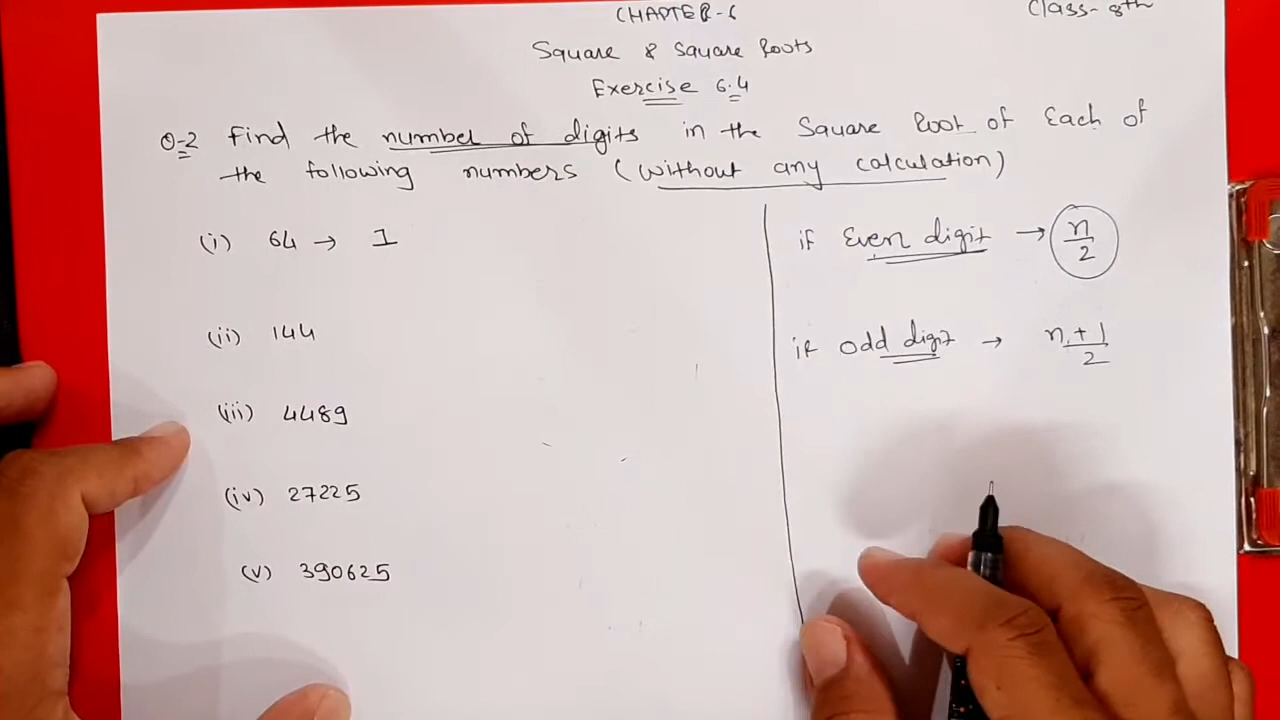 CHAPTER-6
Class-8th
Square & Square Roots
Exercise 6.4
Q-2 Find the number of digits in the Square Root of Each of
the following numbers (without any calculation)
(i) 64 → 1
(ii) 144
(iii) 4489
(iv) 27225
(v) 390625
if Even digit → n/2
if odd digit → n+1/2